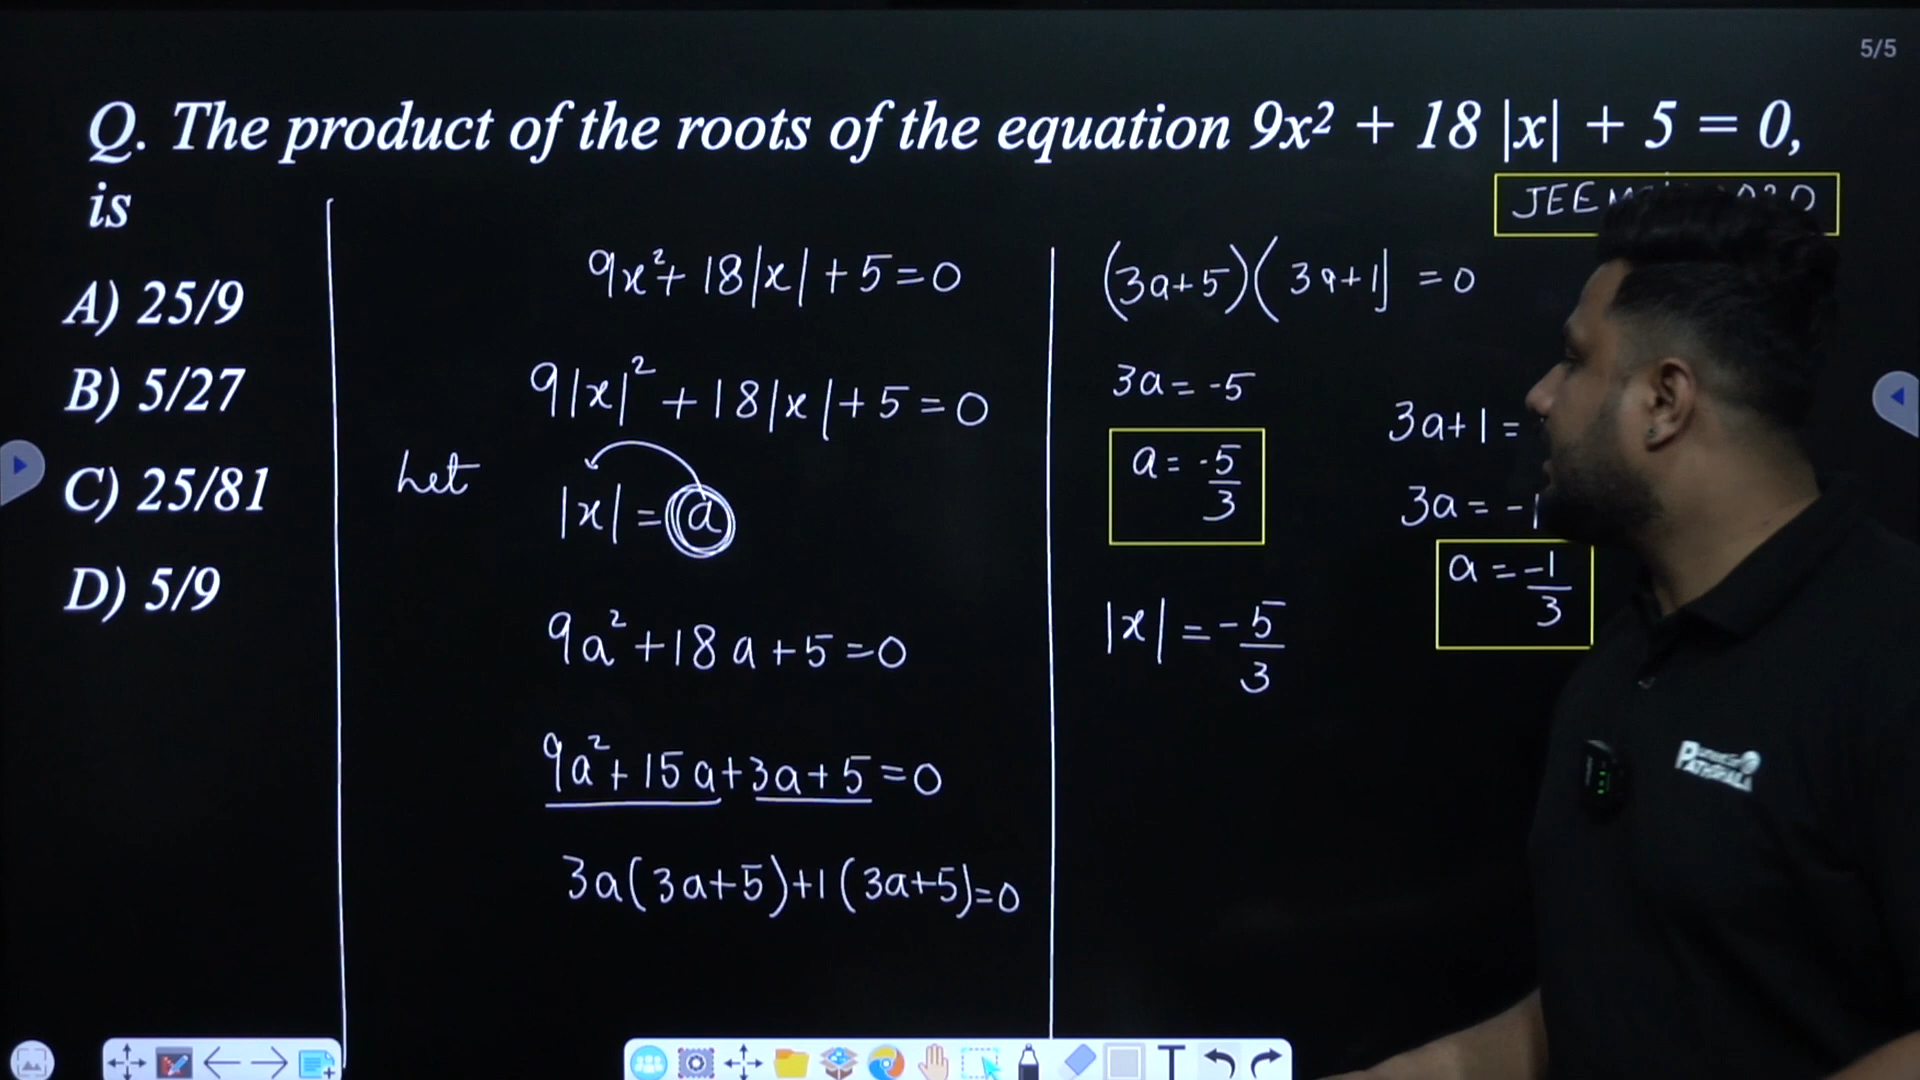 5/5
Q. The product of the roots of the equation 9x² + 18 |x| + 5 = 0,
is
JEE
A) 25/9
B) 5/27
C) 25/81
D) 5/9
9x²+ 18|x| + 5 = 0
9|x|² + 18|x| + 5 = 0
Let |x| = a
9a² + 18a + 5 = 0
9a² + 15a + 3a + 5 = 0
3a(3a+5)+1(3a+5)=0
(3a+5)(3a+1) = 0
3a = -5
a = -5/3
|x| = -5/3
3a+1 =
3a = -1
a = -1/3
PATHSHALA
T